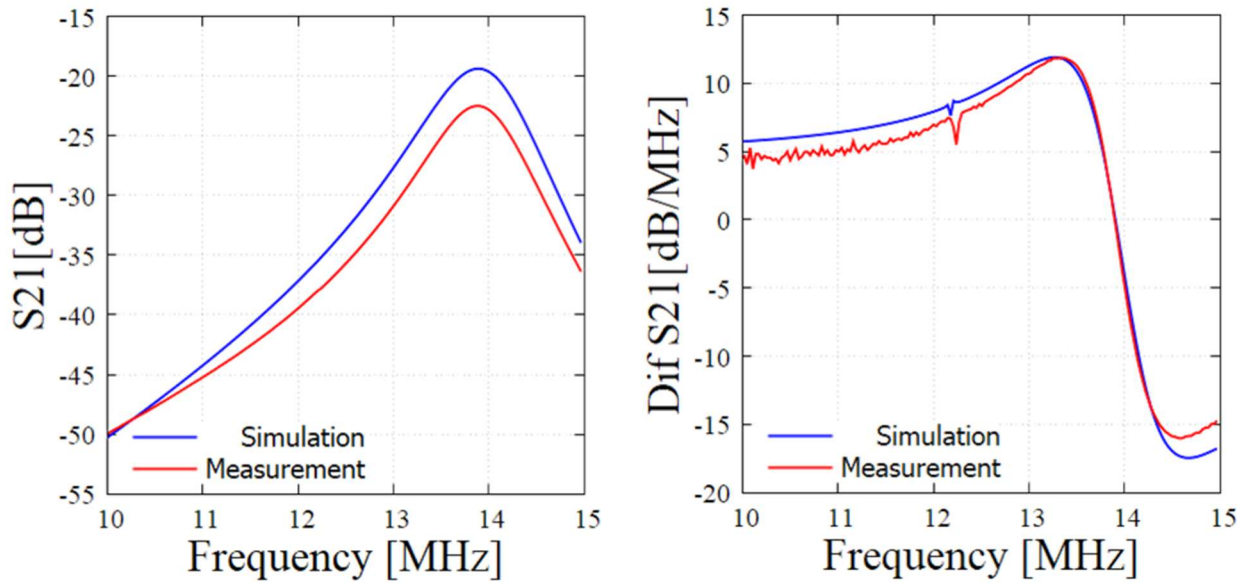 -15
-20
-25
-30
-35
-40
-45
-50
-55
S21[dB]
Simulation
Measurement
10 11 12 13 14 15
Frequency [MHz]
15
10
5
0
-5
-10
-15
-20
Dif S21[dB/MHz]
Simulation
Measurement
10 11 12 13 14 15
Frequency [MHz]